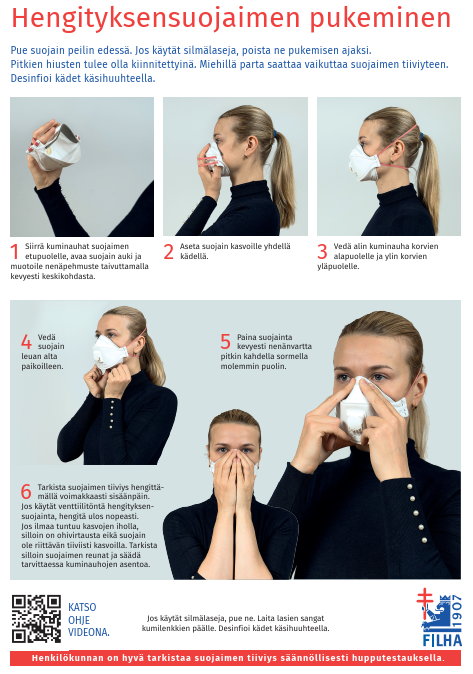 Hengityksensuojaimen pukeminen
Pue suojain peilin edessä. Jos käytät silmälaseja, poista ne pukemisen ajaksi.
Pitkien hiusten tulee olla kiinnitettyinä. Miehillä parta saattaa vaikuttaa suojaimen tiiviyteen.
Desinfioi kädet käsihuuhteella.
1 Siirrä kuminauhat suojaimen
etupuolelle, avaa suojain auki ja
muotoile nenäpehmuste taivuttamalla
kevyesti keskikohdasta.
2 Aseta suojain kasvoille yhdellä
kädellä.
3 Vedä alin kuminauha korvien
alapuolelle ja ylin korvien
yläpuolelle.
4 Vedä
suojain
leuan alta
paikoilleen.
5 Paina suojainta
kevyesti nenänvartta
pitkin kahdella sormella
molemmin puolin.
6 Tarkista suojaimen tiiviys hengittä-
mällä voimakkaasti sisäänpäin.
Jos käytät venttiilitöntä hengityksen-
suojainta, hengitä ulos nopeasti.
Jos ilmaa tuntuu kasvojen iholla,
silloin on ohivirtausta eikä suojain
ole riittävän tiiviisti kasvoilla. Tarkista
silloin suojaimen reunat ja säädä
tarvittaessa kuminauhojen asentoa.
KATSO
OHJE
VIDEONA.
Jos käytät silmälaseja, pue ne. Laita lasien sangat
kumilenkkien päälle. Desinfioi kädet käsihuuhteella.
1907
FILHA
Henkilökunnan on hyvä tarkistaa suojaimen tiiviys säännöllisesti hupputestauksella.